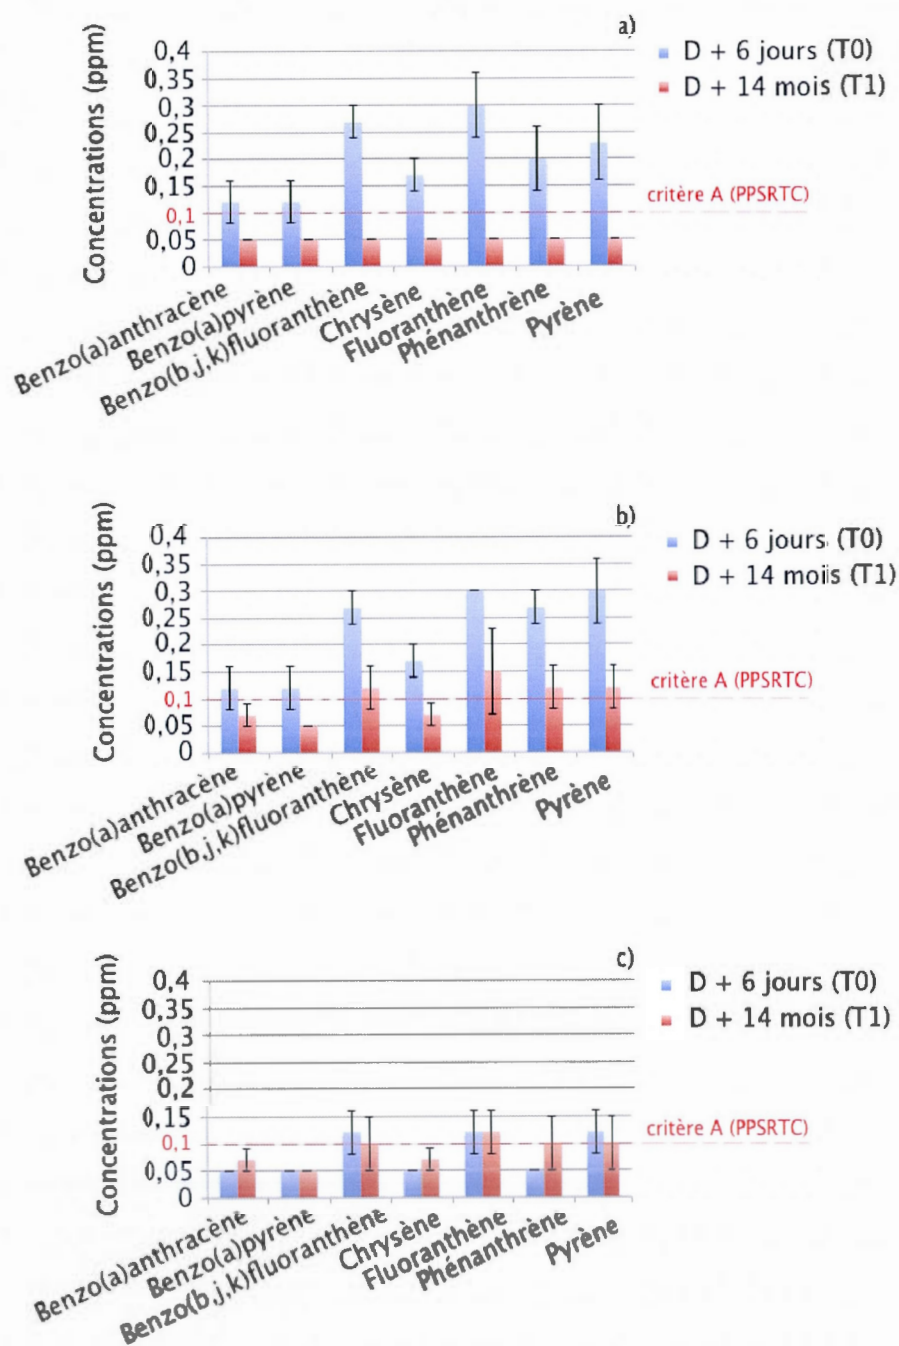 a)
Concentrations (ppm)
0,4
0,35
0,3
0,25
0,2
0,15
0,1
0,05
0
D + 6 jours (T0)
D + 14 mois (T1)
critère A (PPSRTC)
Benzo(a)anthracène
Benzo(a)pyrène
Benzo(b,j,k)fluoranthène
Chrysène
Fluoranthène
Phénanthrène
Pyrène
b)
Concentrations (ppm)
0,4
0,35
0,3
0,25
0,2
0,15
0,1
0,05
0
D + 6 jours (T0)
D + 14 mois (T1)
critère A (PPSRTC)
Benzo(a)anthracène
Benzo(a)pyrène
Benzo(b,j,k)fluoranthène
Chrysène
Fluoranthène
Phénanthrène
Pyrène
c)
Concentrations (ppm)
0,4
0,35
0,3
0,25
0,2
0,15
0,1
0,05
0
D + 6 jours (T0)
D + 14 mois (T1)
critère A (PPSRTC)
Benzo(a)anthracène
Benzo(a)pyrène
Benzo(b,j,k)fluoranthène
Chrysène
Fluoranthène
Phénanthrène
Pyrène